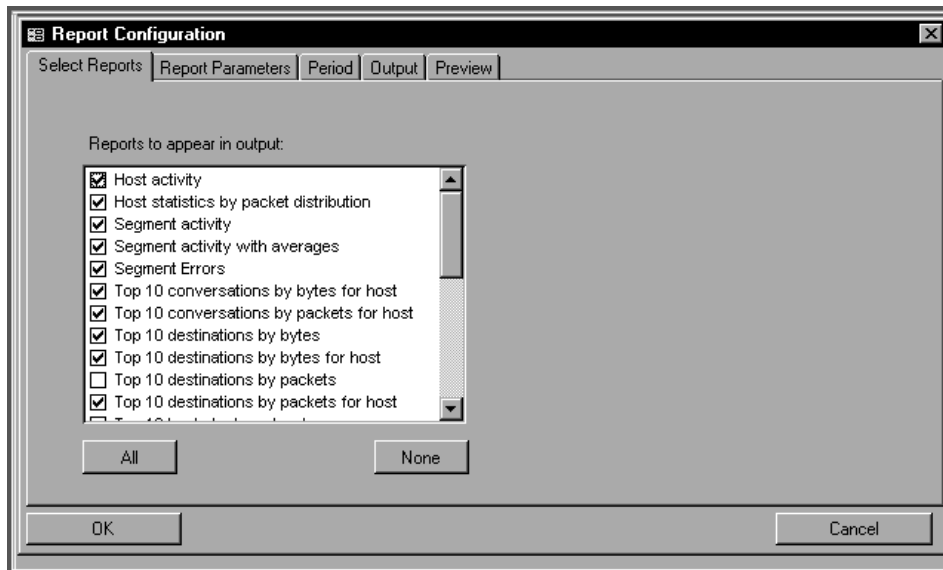 Report Configuration
Select Reports Report Parameters Period Output Preview
Reports to appear in output:
Host activity
Host statistics by packet distribution
Segment activity
Segment activity with averages
Segment Errors
Top 10 conversations by bytes for host
Top 10 conversations by packets for host
Top 10 destinations by bytes
Top 10 destinations by bytes for host
Top 10 destinations by packets
Top 10 destinations by packets for host
All None
OK Cancel